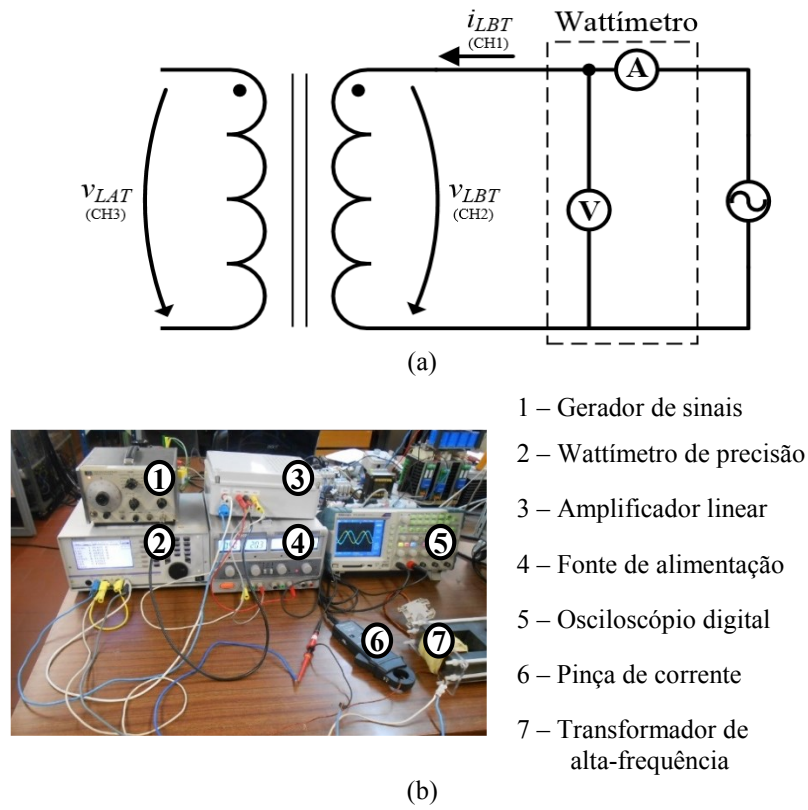 i_LBT
(CH1)
Wattímetro
A
v_LAT
(CH3)
v_LBT
(CH2)
V
(a)
1
2
3
4
5
6
7
1 – Gerador de sinais
2 – Wattímetro de precisão
3 – Amplificador linear
4 – Fonte de alimentação
5 – Osciloscópio digital
6 – Pinça de corrente
7 – Transformador de
alta-frequência
(b)